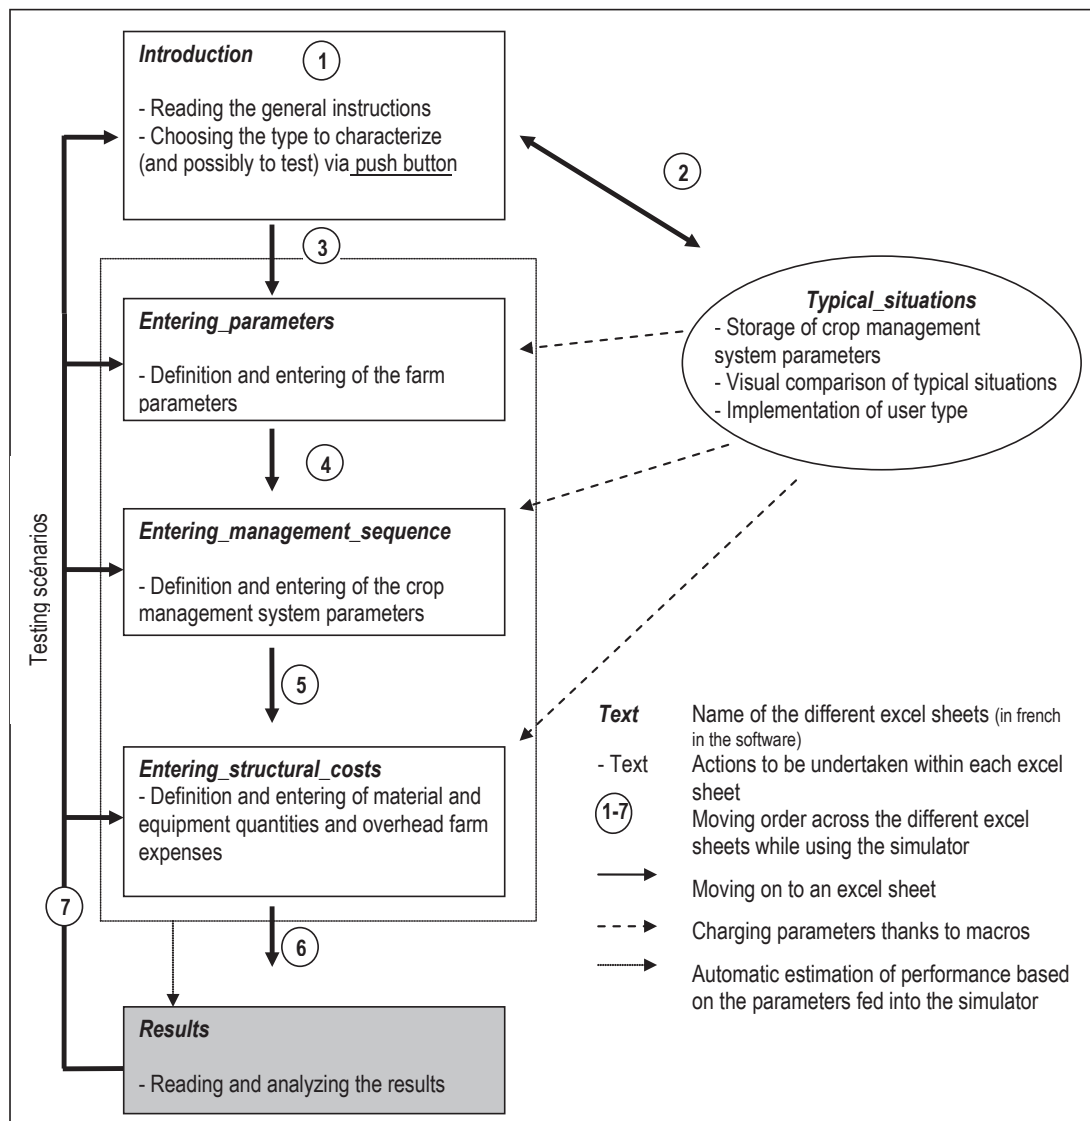 Introduction
1
- Reading the general instructions
- Choosing the type to characterize
(and possibly to test) via push button
2
3
Typical_situations
- Storage of crop management
system parameters
- Visual comparison of typical situations
- Implementation of user type
Entering_parameters
- Definition and entering of the farm
parameters
4
Entering_management_sequence
- Definition and entering of the crop
management system parameters
Testing scénarios
5
Entering_structural_costs
- Definition and entering of material and
equipment quantities and overhead farm
expenses
7
6
Results
- Reading and analyzing the results
Text Name of the different excel sheets (in french
in the software)
- Text Actions to be undertaken within each excel
sheet
1-7 Moving order across the different excel
sheets while using the simulator
Moving on to an excel sheet
Charging parameters thanks to macros
Automatic estimation of performance based
on the parameters fed into the simulator